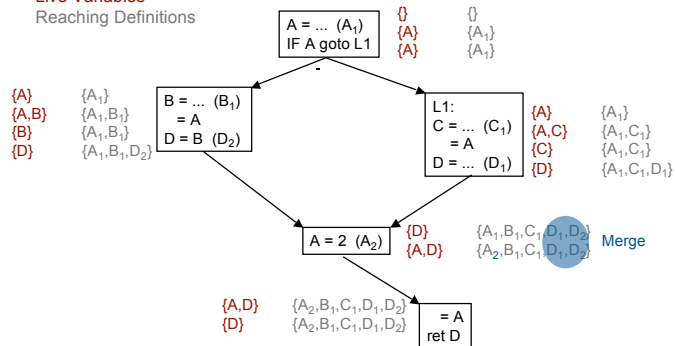 Live Variables
Reaching Definitions
A = ... (A₁)
IF A goto L1
{} {}
{A} {A₁}
{A} {A₁}
-
{A} {A₁}
{A,B} {A₁,B₁}
{B} {A₁,B₁}
{D} {A₁,B₁,D₂}
B = ... (B₁)
= A
D = B (D₂)
L1:
C = ... (C₁)
= A
D = ... (D₁)
{A} {A₁}
{A,C} {A₁,C₁}
{C} {A₁,C₁}
{D} {A₁,C₁,D₁}
A = 2 (A₂)
{D} {A₁,B₁,C₁,D₁,D₂}
{A,D} {A₂,B₁,C₁,D₁,D₂}
Merge
{A,D} {A₂,B₁,C₁,D₁,D₂}
{D} {A₂,B₁,C₁,D₁,D₂}
= A
ret D